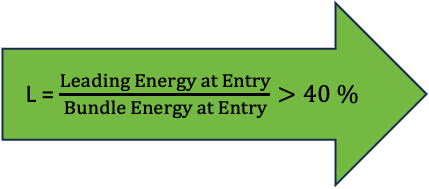 L = Leading Energy at Entry / Bundle Energy at Entry > 40 %